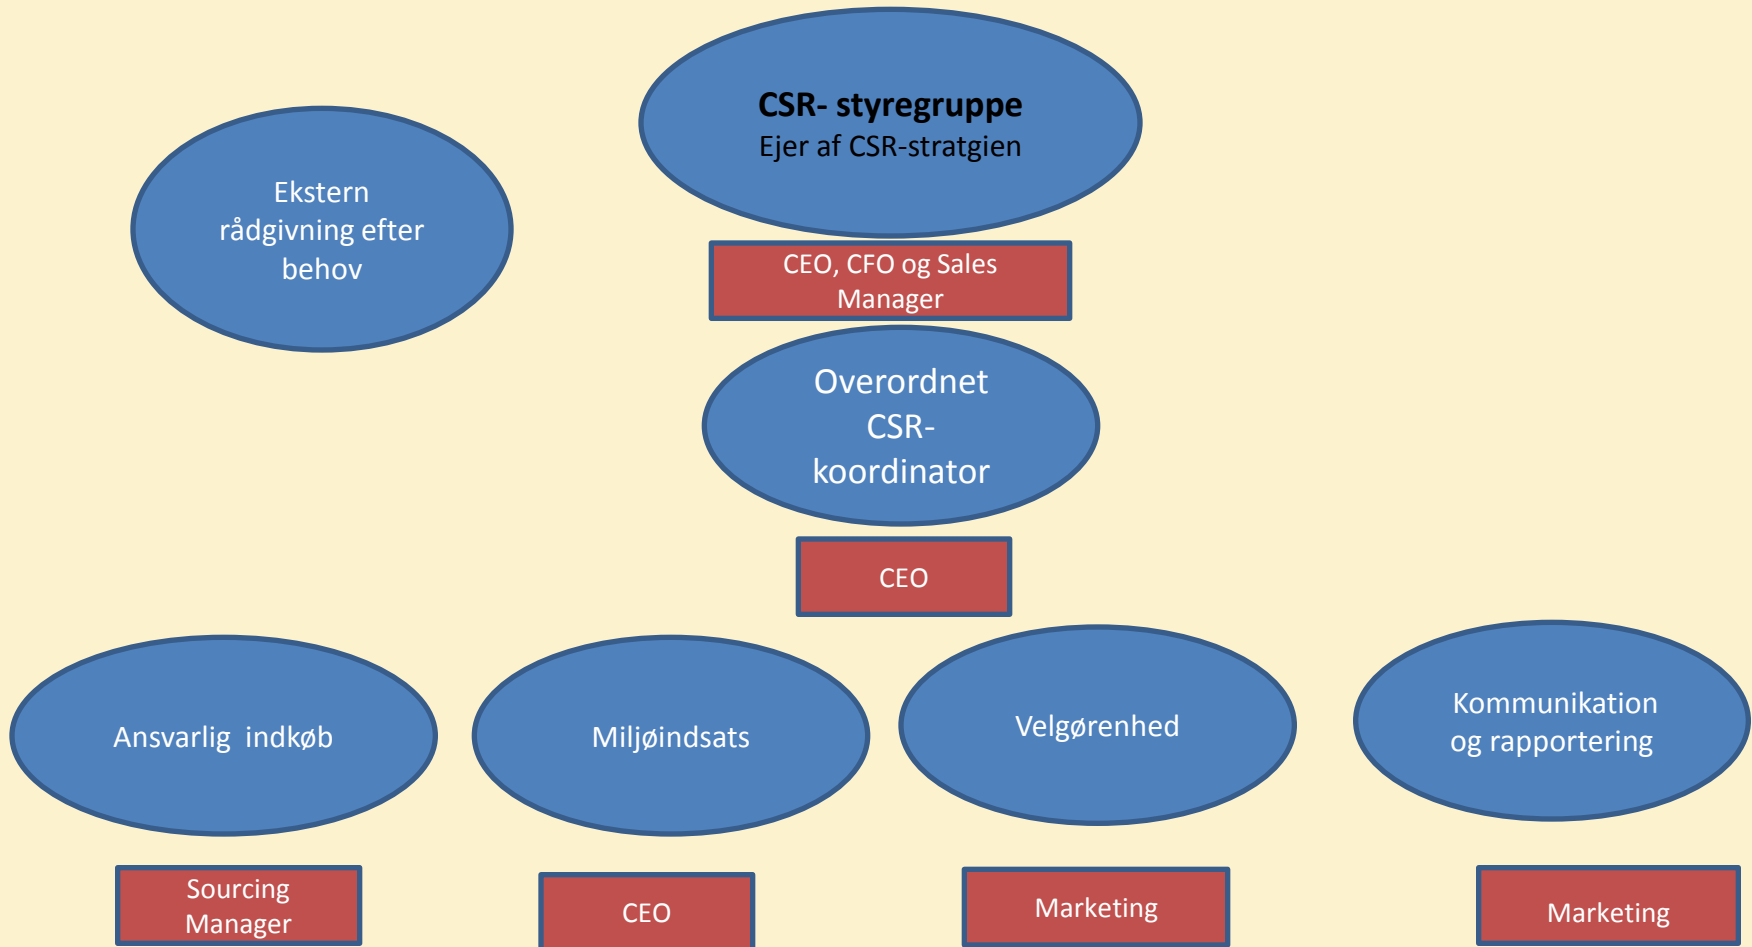 CSR- styregruppe
Ejer af CSR-stratgien
Ekstern
rådgivning efter
behov
CEO, CFO og Sales
Manager
Overordnet
CSR-
koordinator
CEO
Ansvarlig indkøb
Miljøindsats
Velgørenhed
Kommunikation
og rapportering
Sourcing
Manager
CEO
Marketing
Marketing